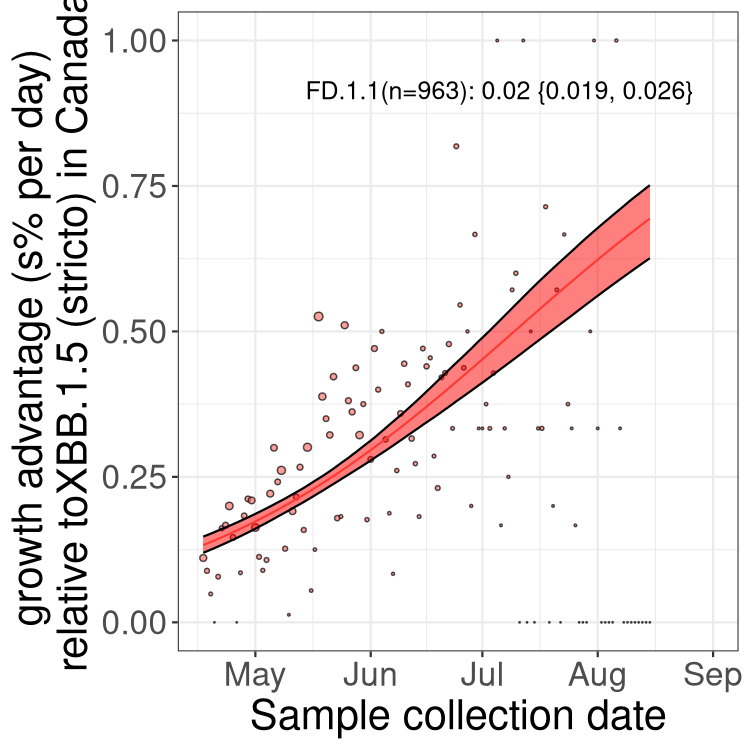 growth advantage (s% per day)
relative toXBB.1.5 (stricto) in Canada
1.00
FD.1.1(n=963): 0.02 {0.019, 0.026}
0.75
0.50
0.25
0.00
May Jun Jul Aug Sep
Sample collection date